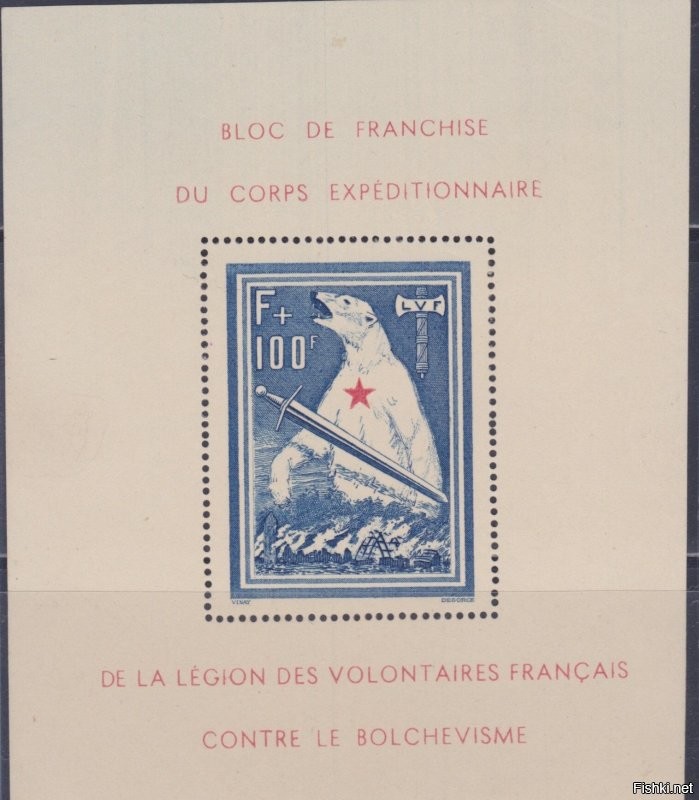 BLOC DE FRANCHISE
DU CORPS EXPÉDITIONNAIRE
F+
100F
LVF
VINAY DEGORCE
DE LA LÉGION DES VOLONTAIRES FRANÇAIS
CONTRE LE BOLCHEVISME
Fishki.net